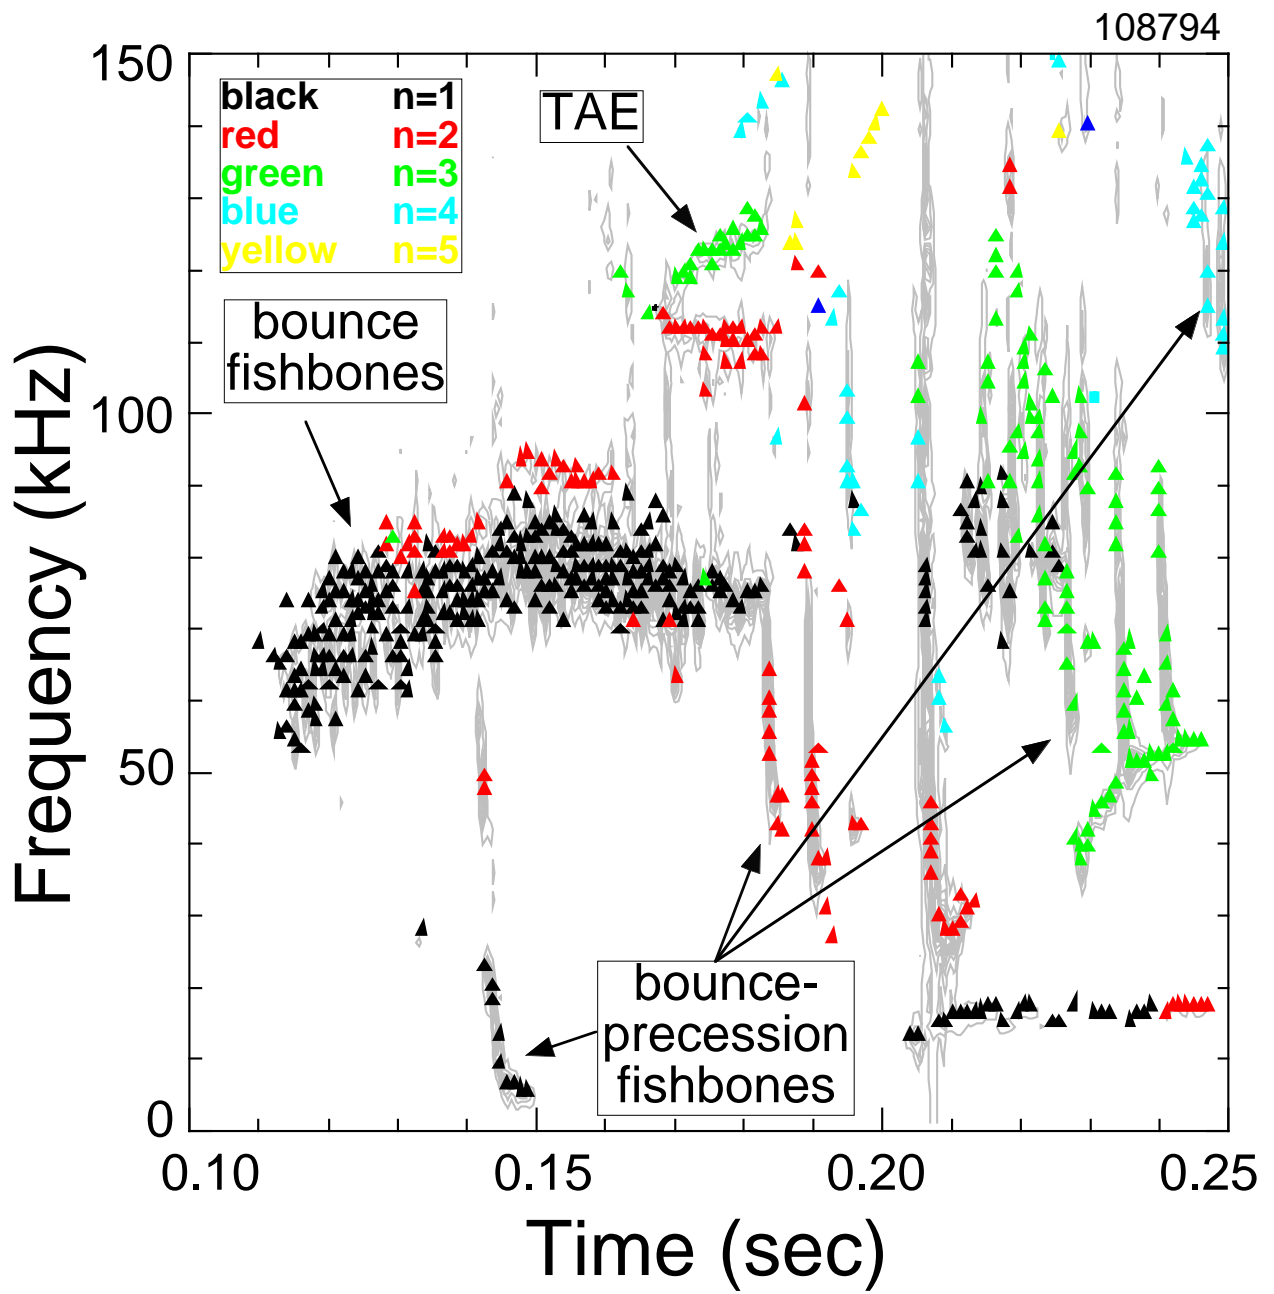 108794
150
black n=1
red n=2
green n=3
blue n=4
yellow n=5
TAE
bounce
fishbones
100
Frequency (kHz)
50
bounce-
precession
fishbones
0
0.10 0.15 0.20 0.25
Time (sec)